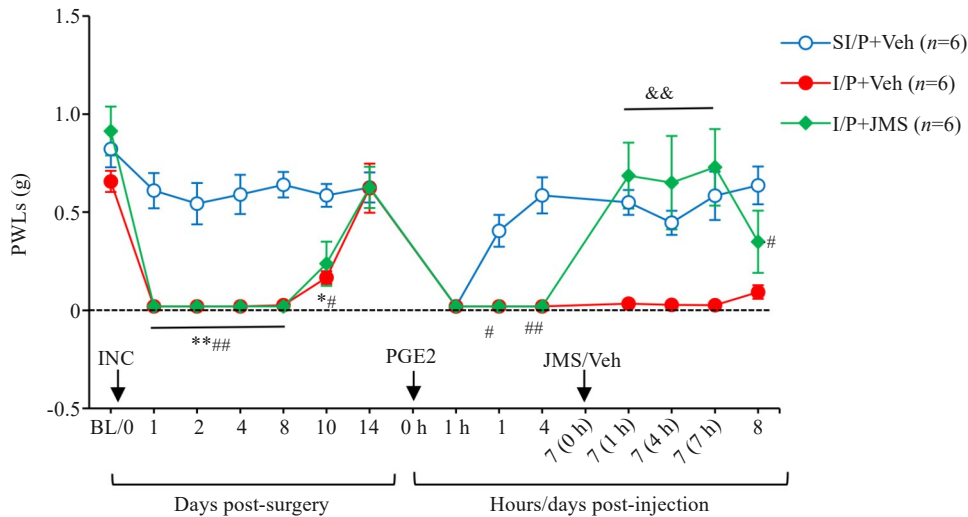 1.5
1.0
0.5
0
-0.5
PWLs (g)
SI/P+Veh (n=6)
I/P+Veh (n=6)
I/P+JMS (n=6)
&&
*#
#
#
##
**##
INC
PGE2
JMS/Veh
BL/0 1 2 4 8 10 14 0 h 1 h 1 4 7 (0 h) 7 (1 h) 7 (4 h) 7 (7 h) 8
Days post-surgery
Hours/days post-injection